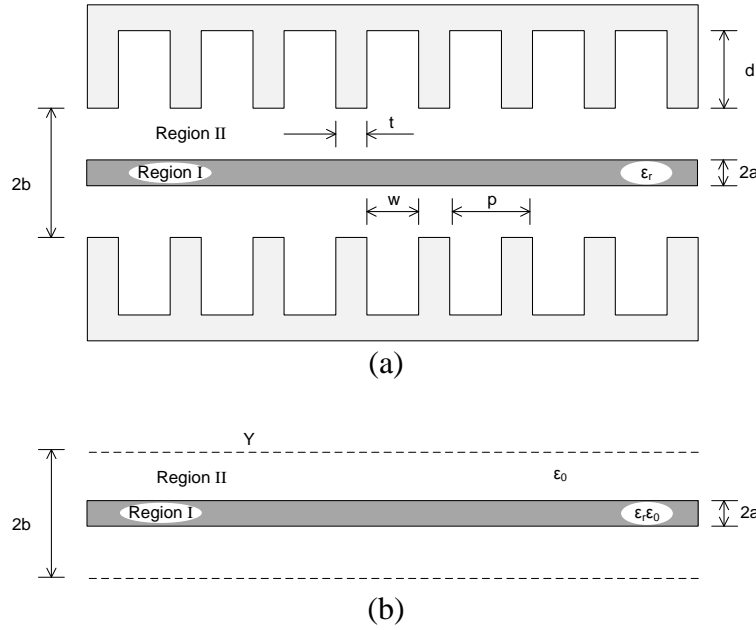 d
Region II
t
2b
Region I
εr
2a
w
p
(a)
Y
Region II
ε0
2b
Region I
εrε0
2a
(b)